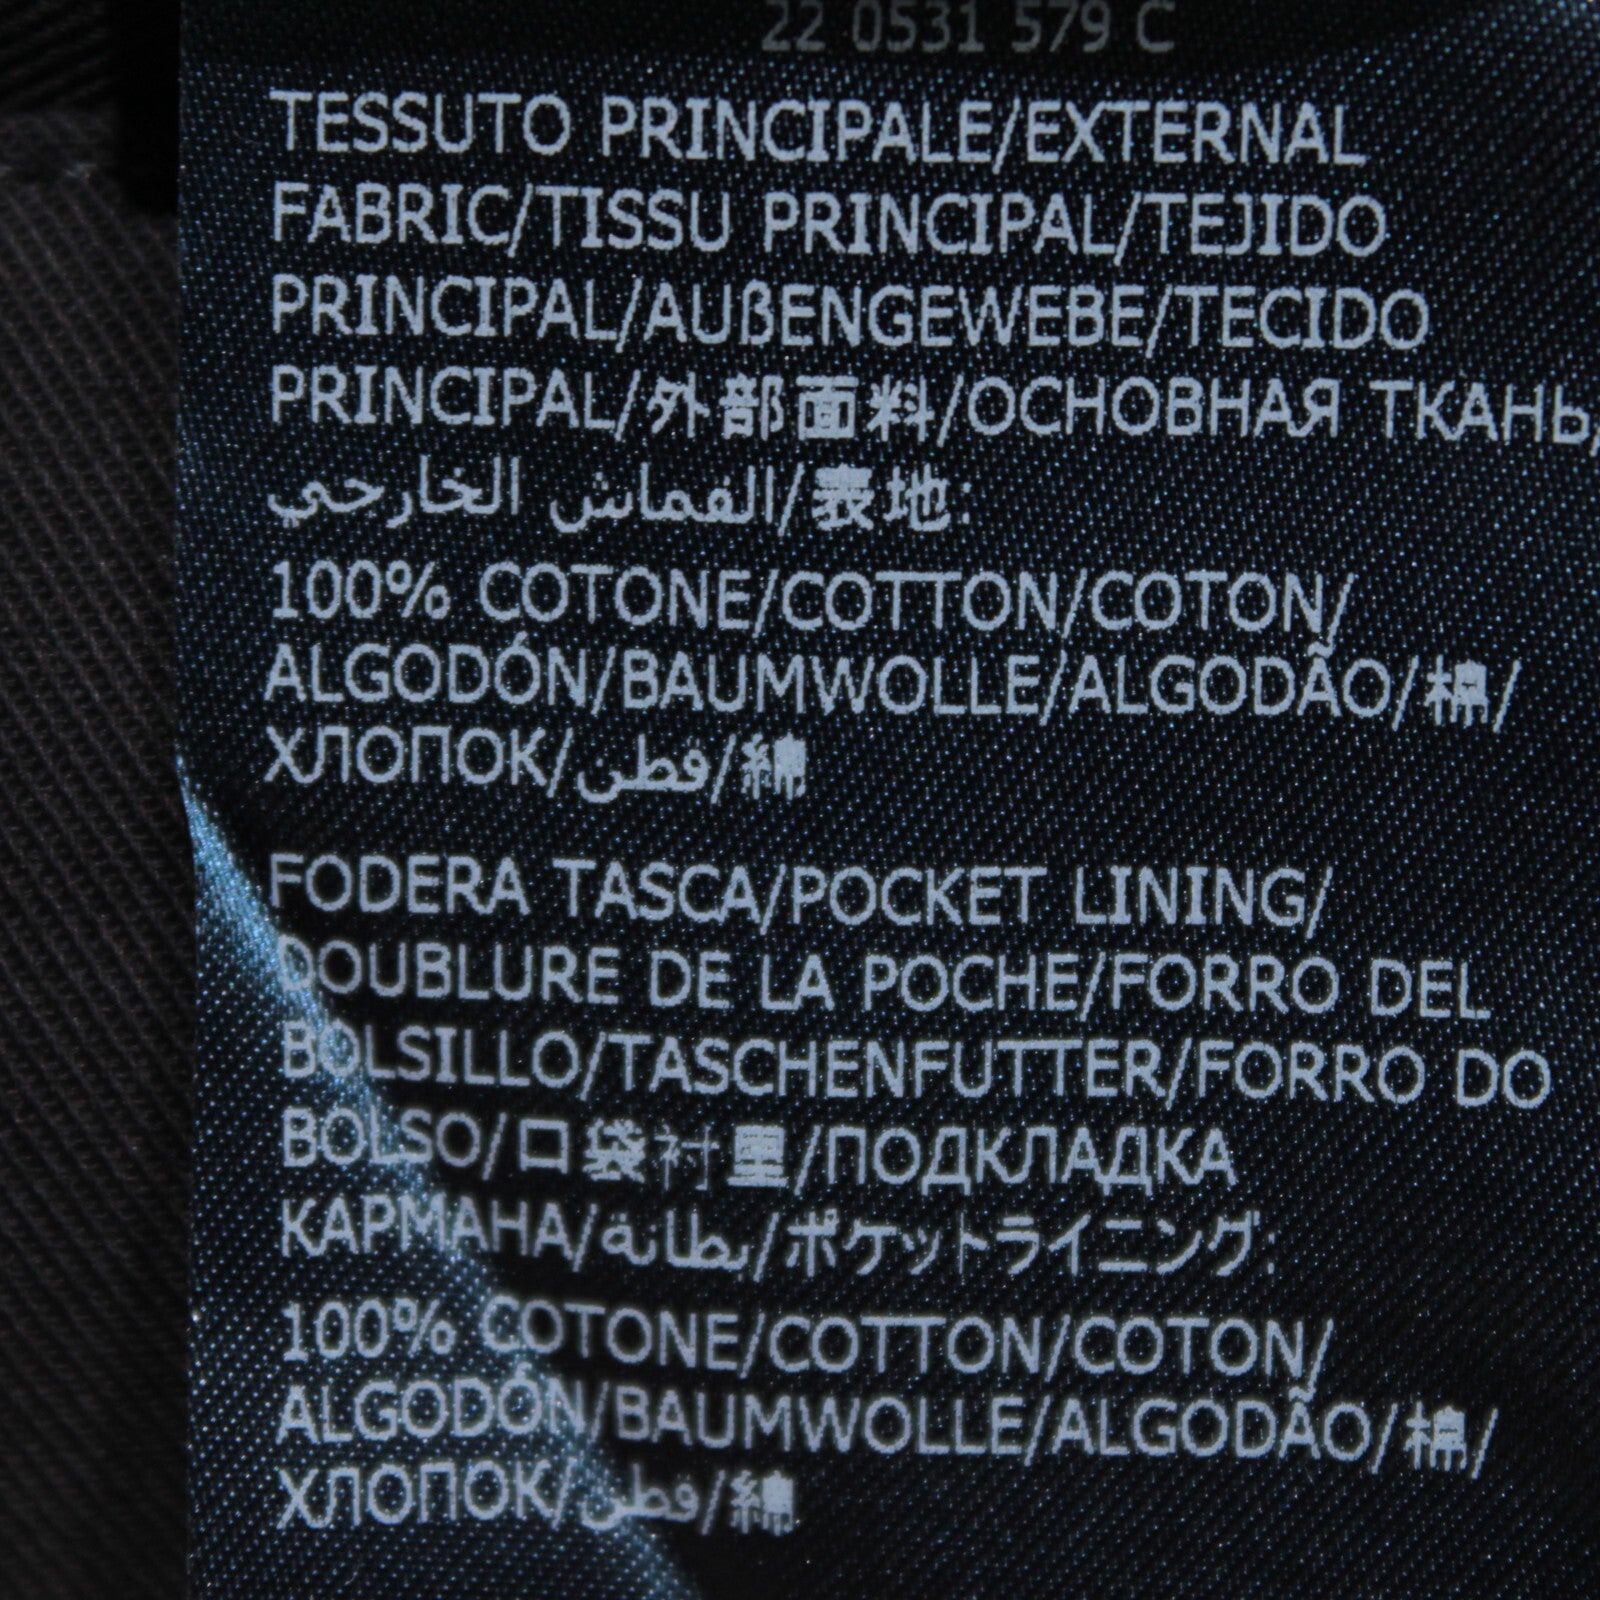 22 0531 579 C
TESSUTO PRINCIPALE/EXTERNAL
FABRIC/TISSU PRINCIPAL/TEJIDO
PRINCIPAL/AUßENGEWEBE/TECIDO
PRINCIPAL/外部面料/ОСНОВНАЯ ТКАНЬ/
القماش الخارجي/表地:
100% COTONE/COTTON/COTON/
ALGODÓN/BAUMWOLLE/ALGODÃO/棉/
ХЛОПОК/قطن/綿
FODERA TASCA/POCKET LINING/
DOUBLURE DE LA POCHE/FORRO DEL
BOLSILLO/TASCHENFUTTER/FORRO DO
BOLSO/口袋衬里/ПОДКЛАДКА
КАРМАНА/بطانة/ポケットライニング:
100% COTONE/COTTON/COTON/
ALGODÓN/BAUMWOLLE/ALGODÃO/棉/
ХЛОПОК/قطن/綿